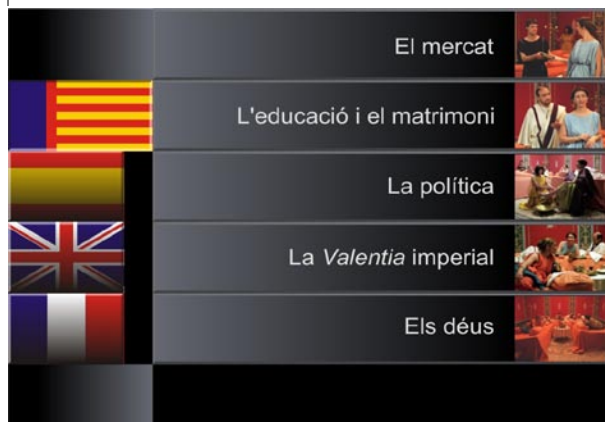 El mercat
L'educació i el matrimoni
La política
La Valentia imperial
Els déus